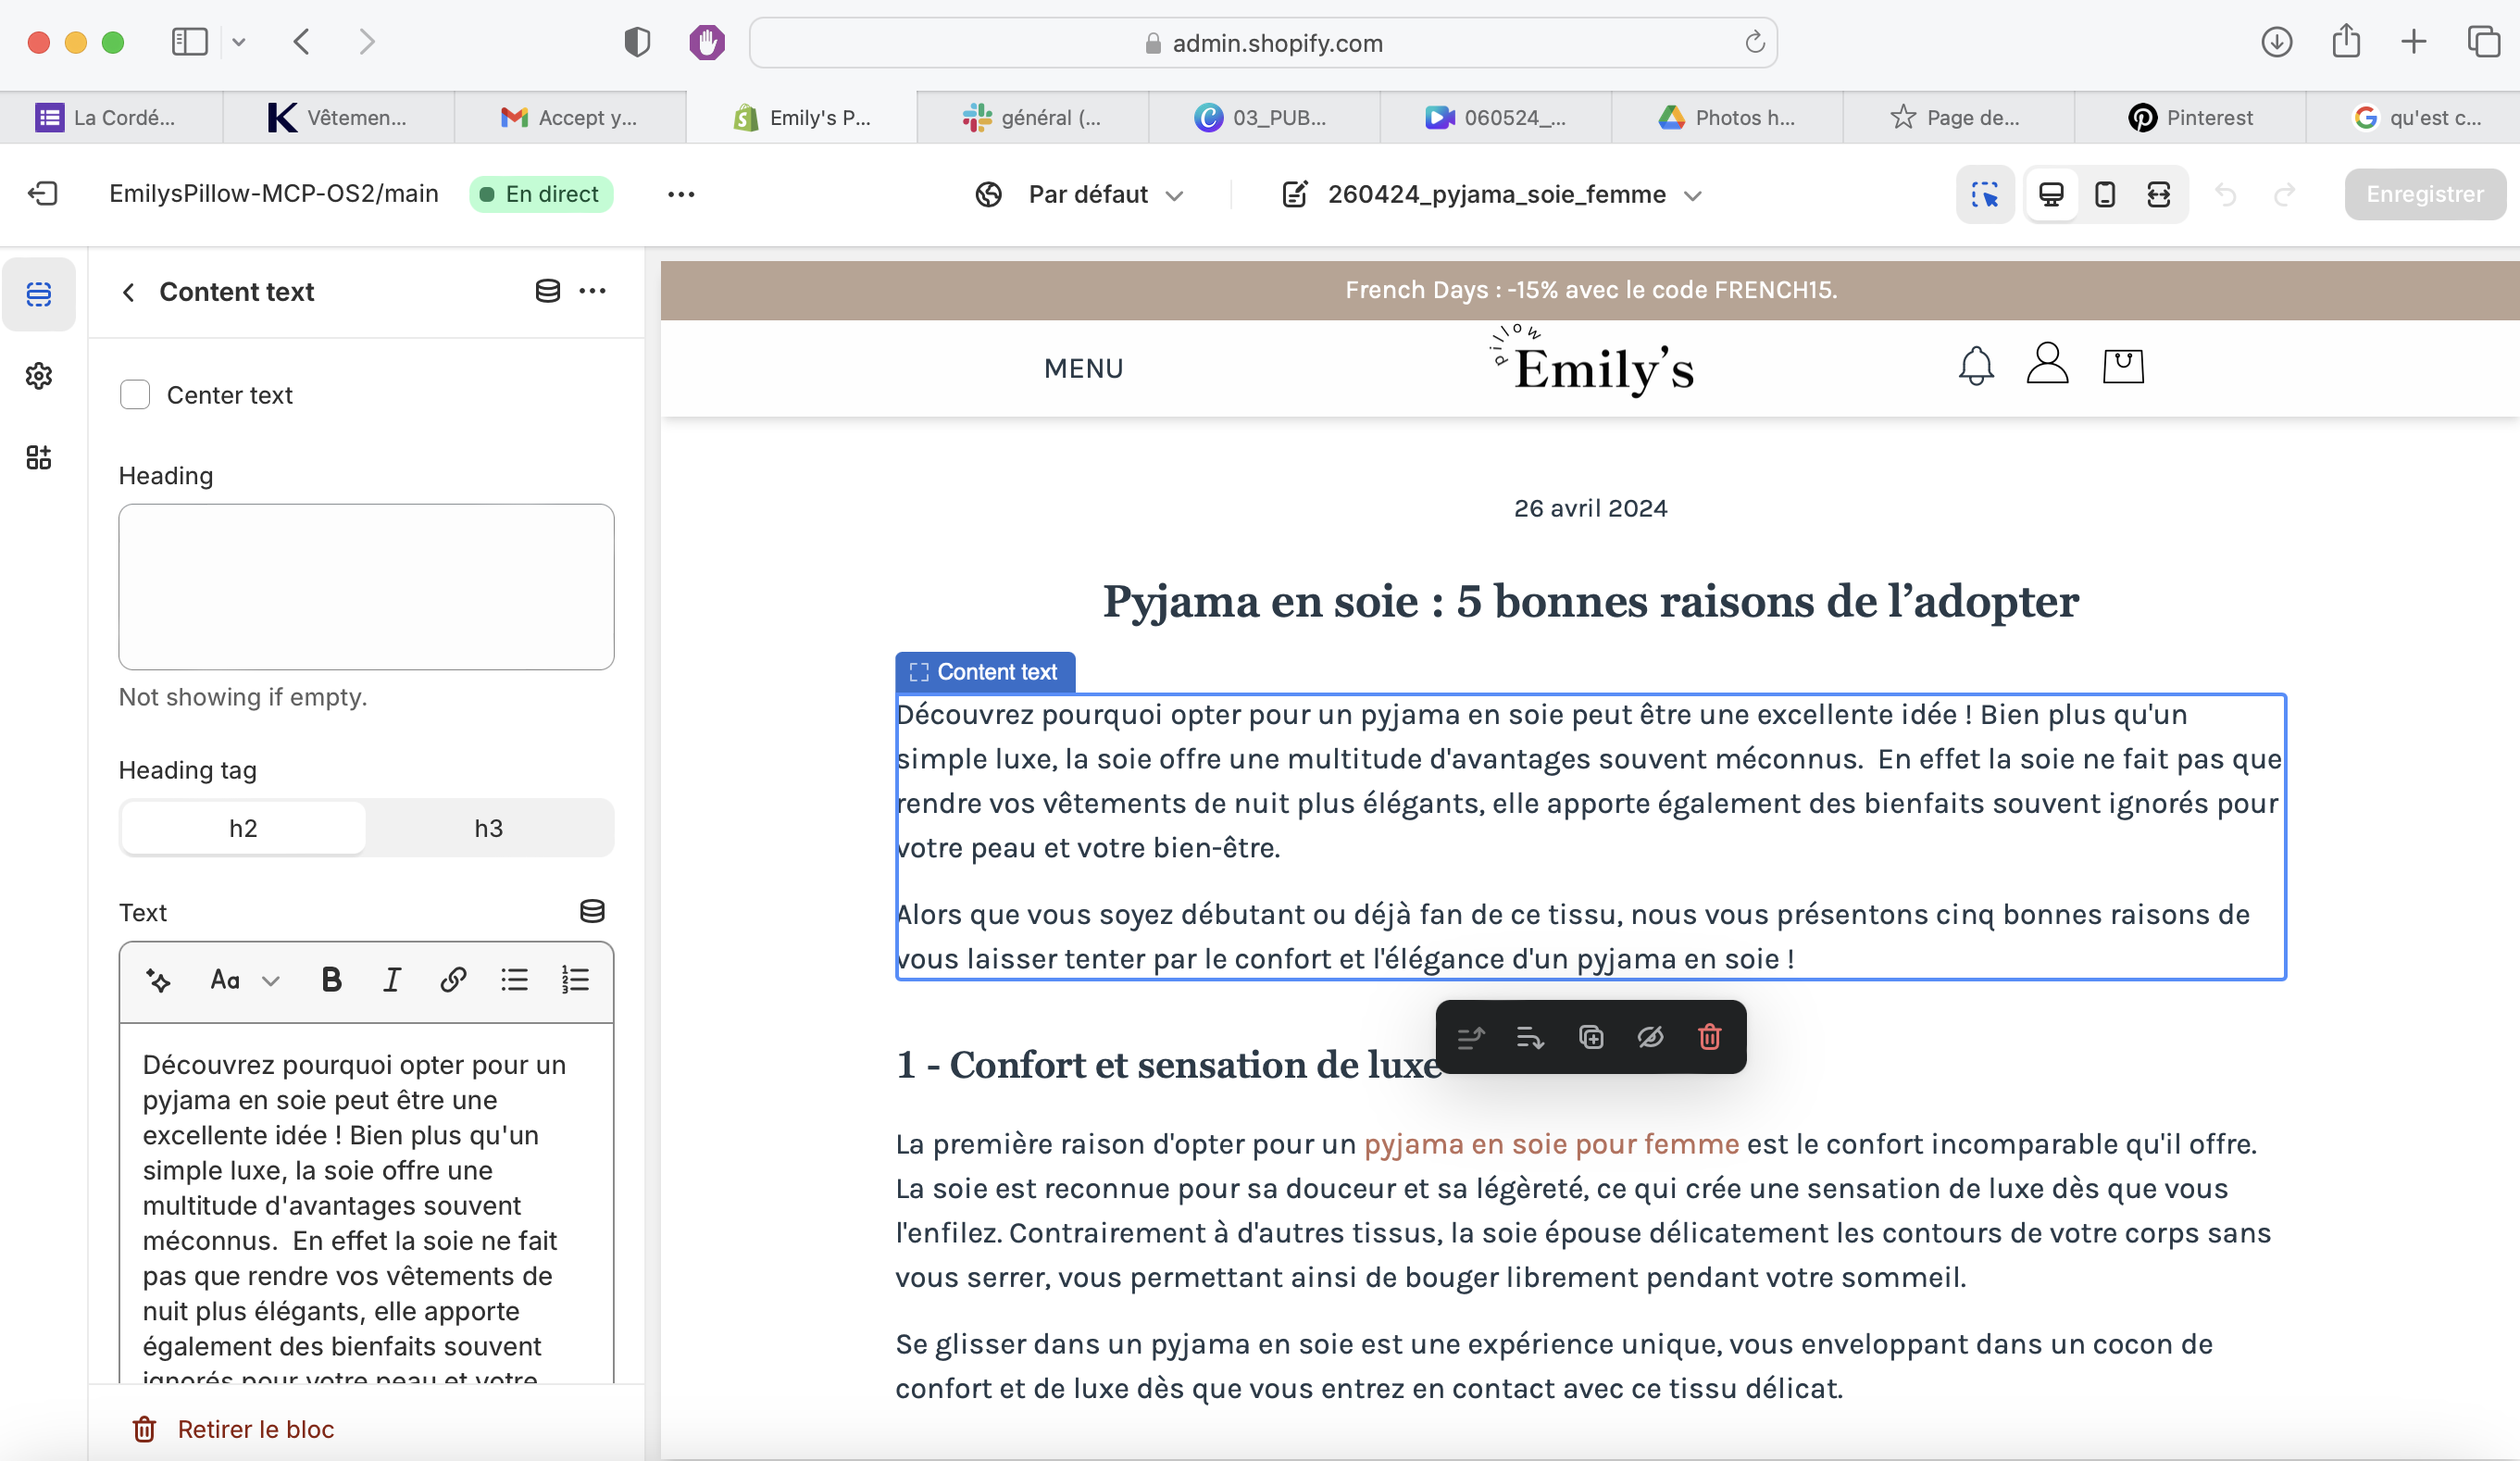 admin.shopify.com
La Cordé...
Vêtemen...
Accept y...
Emily's P...
général (...
03_PUB...
060524_...
Photos h...
Page de...
Pinterest
qu'est c...
EmilysPillow-MCP-OS2/main
En direct
Par défaut
260424_pyjama_soie_femme
Enregistrer
Content text
Center text
Heading
Not showing if empty.
Heading tag
h2
h3
Text
Aa
B
I
Découvrez pourquoi opter pour un
pyjama en soie peut être une
excellente idée ! Bien plus qu'un
simple luxe, la soie offre une
multitude d'avantages souvent
méconnus.  En effet la soie ne fait
pas que rendre vos vêtements de
nuit plus élégants, elle apporte
également des bienfaits souvent
ignorés pour votre peau et votre
Retirer le bloc
French Days : -15% avec le code FRENCH15.
MENU
pillow
Emily's
26 avril 2024
Pyjama en soie : 5 bonnes raisons de l’adopter
Content text
Découvrez pourquoi opter pour un pyjama en soie peut être une excellente idée ! Bien plus qu'un
simple luxe, la soie offre une multitude d'avantages souvent méconnus.  En effet la soie ne fait pas que
rendre vos vêtements de nuit plus élégants, elle apporte également des bienfaits souvent ignorés pour
votre peau et votre bien-être.
Alors que vous soyez débutant ou déjà fan de ce tissu, nous vous présentons cinq bonnes raisons de
vous laisser tenter par le confort et l'élégance d'un pyjama en soie !
1 - Confort et sensation de luxe
La première raison d'opter pour un pyjama en soie pour femme est le confort incomparable qu'il offre.
La soie est reconnue pour sa douceur et sa légèreté, ce qui crée une sensation de luxe dès que vous
l'enfilez. Contrairement à d'autres tissus, la soie épouse délicatement les contours de votre corps sans
vous serrer, vous permettant ainsi de bouger librement pendant votre sommeil.
Se glisser dans un pyjama en soie est une expérience unique, vous enveloppant dans un cocon de
confort et de luxe dès que vous entrez en contact avec ce tissu délicat.